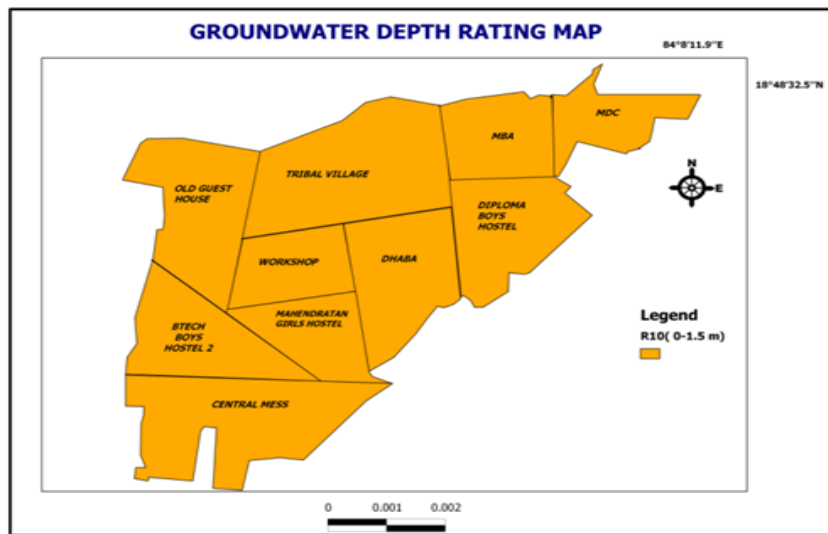 GROUNDWATER DEPTH RATING MAP
84°8'11.9"E
18°48'32.5"N
MDC
MBA
N
E
TRIBAL VILLAGE
OLD GUEST
HOUSE
DIPLOMA
BOYS
HOSTEL
WORKSHOP
DHABA
MAHENDRATAN
GIRLS HOSTEL
BTECH
BOYS
HOSTEL 2
CENTRAL MESS
Legend
R10( 0-1.5 m)
0 0.001 0.002